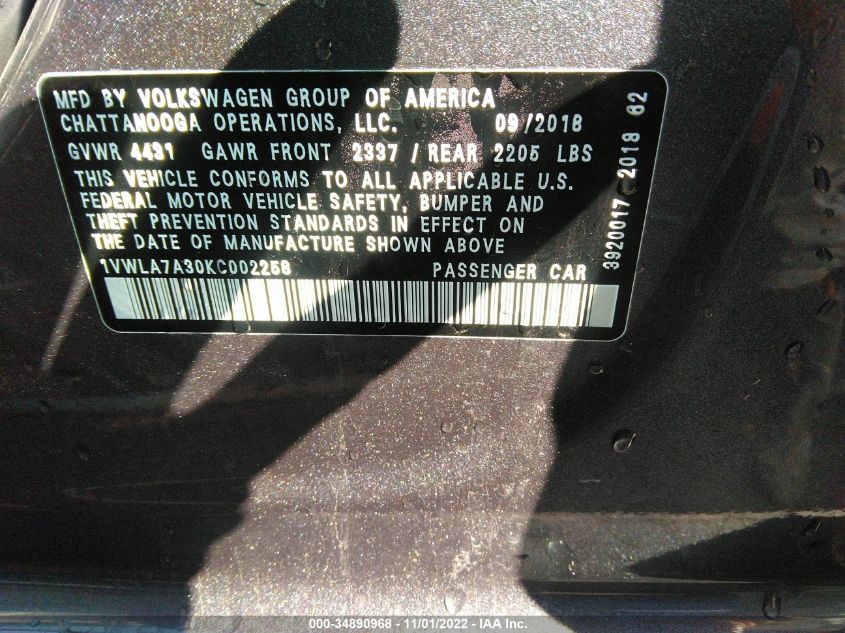 MFD BY VOLKSWAGEN GROUP OF AMERICA
CHATTANOOGA OPERATIONS, LLC. 09/2018
GVWR 4431 GAWR FRONT 2337 / REAR 2205 LBS
THIS VEHICLE CONFORMS TO ALL APPLICABLE U.S.
FEDERAL MOTOR VEHICLE SAFETY, BUMPER AND
THEFT PREVENTION STANDARDS IN EFFECT ON
THE DATE OF MANUFACTURE SHOWN ABOVE
1VWLA7A30KC002258 PASSENGER CAR
3920017 2018 62
000-34890968 - 11/01/2022 - IAA Inc.